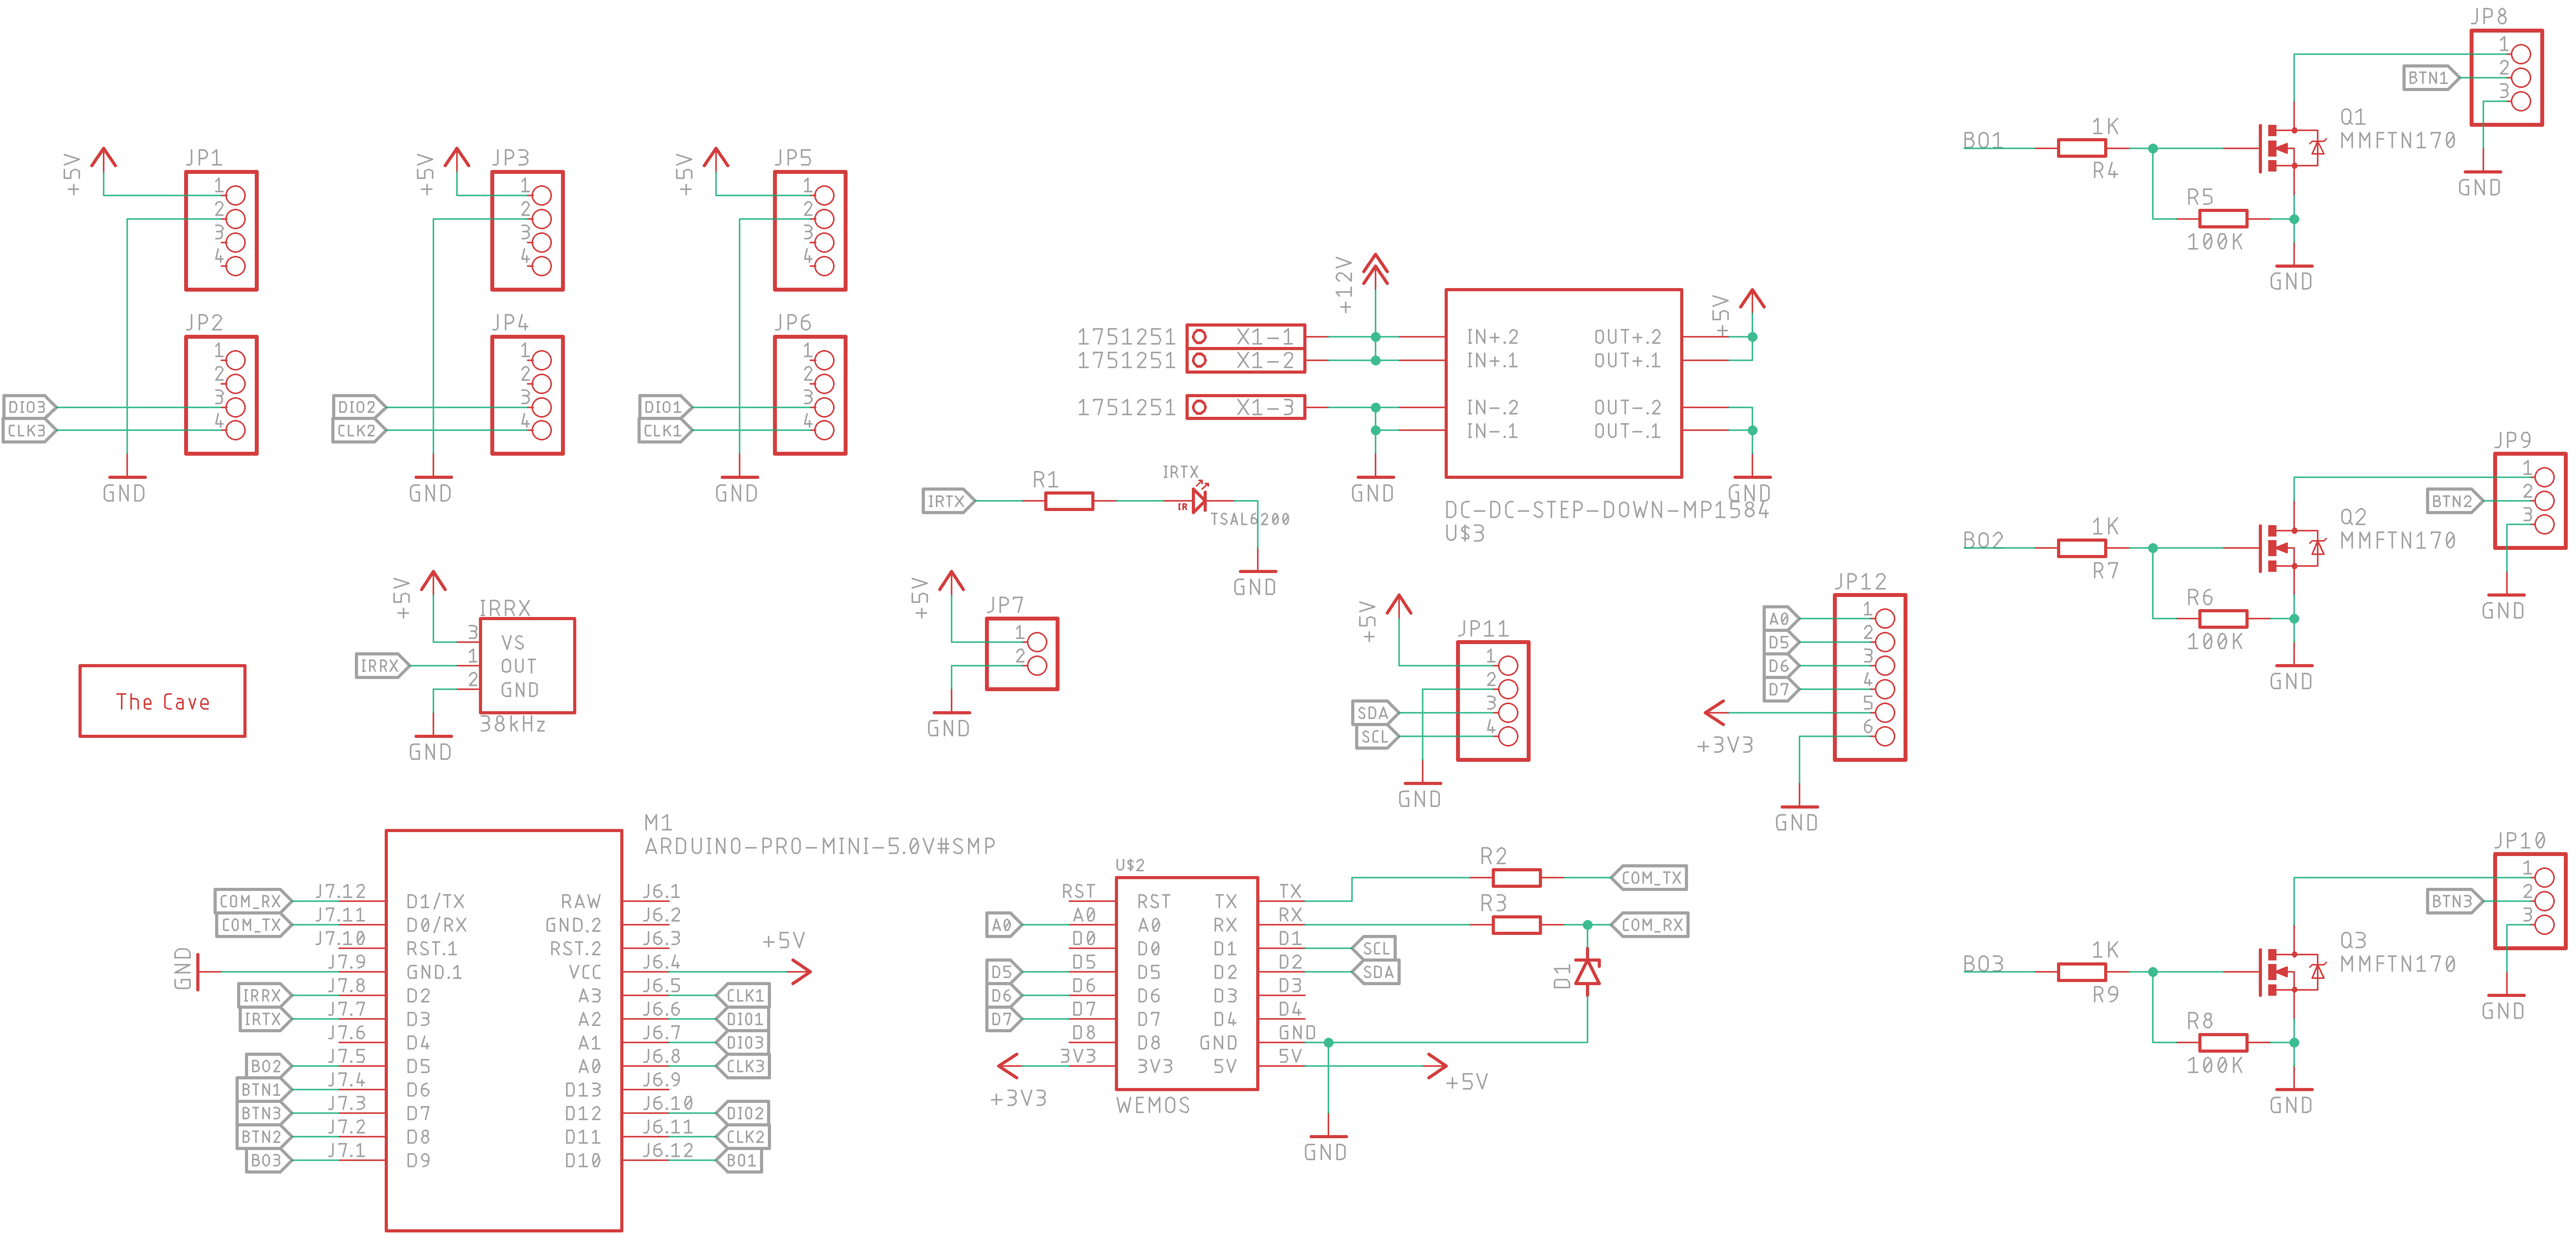 JP1
+5V
1
2
3
4
JP2
1
2
3
4
DIO3
CLK3
GND
JP3
+5V
1
2
3
4
JP4
1
2
3
4
DIO2
CLK2
GND
JP5
+5V
1
2
3
4
JP6
1
2
3
4
DIO1
CLK1
GND
+12V
1751251 X1-1
1751251 X1-2
1751251 X1-3
IN+.2 OUT+.2
IN+.1 OUT+.1
IN-.2 OUT-.2
IN-.1 OUT-.1
+5V
GND
GND
DC-DC-STEP-DOWN-MP1584
U$3
IRTX
R1
IRTX
IR
TSAL6200
GND
JP8
1
2
3
BTN1
GND
BO1
1K
R4
R5
100K
Q1
MMFTN170
GND
JP9
1
2
3
BTN2
GND
BO2
1K
R7
R6
100K
Q2
MMFTN170
GND
JP10
1
2
3
BTN3
GND
BO3
1K
R9
R8
100K
Q3
MMFTN170
GND
The Cave
+5V
IRRX
3 VS
IRRX 1 OUT
2 GND
38kHz
GND
+5V
JP7
1
2
GND
+5V
JP11
1
2
SDA 3
SCL 4
GND
JP12
A0 1
D5 2
D6 3
D7 4
5
6
+3V3
GND
M1
ARDUINO-PRO-MINI-5.0V#SMP
COM_RX J7.12 D1/TX RAW J6.1
COM_TX J7.11 D0/RX GND.2 J6.2
J7.10 RST.1 RST.2 J6.3
GND J7.9 GND.1 VCC J6.4 +5V
IRRX J7.8 D2 A3 J6.5 CLK1
IRTX J7.7 D3 A2 J6.6 DIO1
J7.6 D4 A1 J6.7 DIO3
BO2 J7.5 D5 A0 J6.8 CLK3
BTN1 J7.4 D6 D13 J6.9
BTN3 J7.3 D7 D12 J6.10 DIO2
BTN2 J7.2 D8 D11 J6.11 CLK2
BO3 J7.1 D9 D10 J6.12 BO1
U$2
RST RST TX TX
A0 A0 A0 RX RX
D0 D0 D1 D1 SCL
D5 D5 D5 D2 D2 SDA
D6 D6 D6 D3 D3
D7 D7 D7 D4 D4
D8 D8 GND GND
3V3 3V3 5V 5V
+3V3
WEMOS
+5V
GND
R2
COM_TX
R3
COM_RX
D1